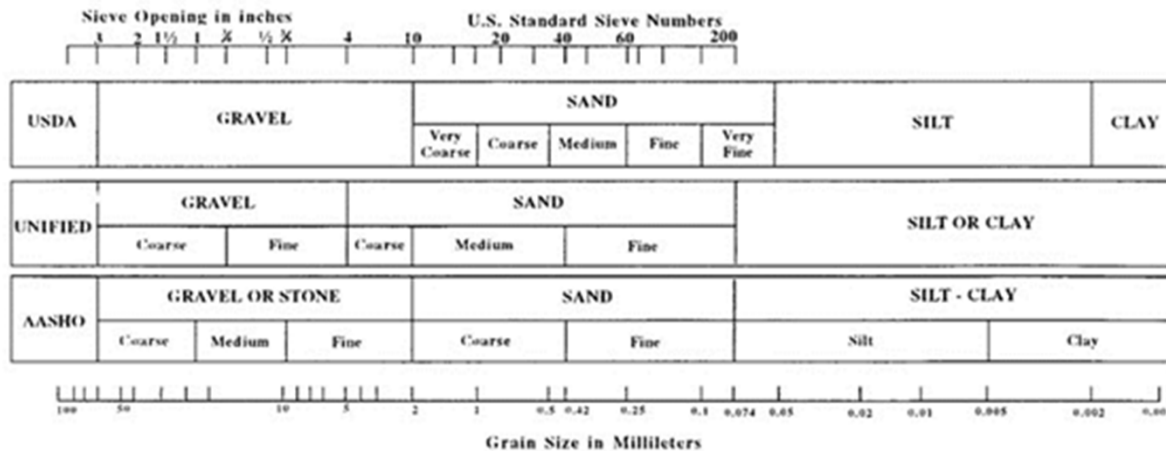 Sieve Opening in inches U.S. Standard Sieve Numbers
3 2 1½ 1 ¾ ½ ⅜ 4 10 20 40 60 200
USDA GRAVEL SAND SILT CLAY
Very Coarse Coarse Medium Fine Very Fine
UNIFIED GRAVEL SAND SILT OR CLAY
Coarse Fine Coarse Medium Fine
AASHO GRAVEL OR STONE SAND SILT - CLAY
Coarse Medium Fine Coarse Fine Silt Clay
100 50 10 5 2 1 0.5 0.42 0.25 0.1 0.074 0.05 0.02 0.01 0.005 0.002
Grain Size in Millileters